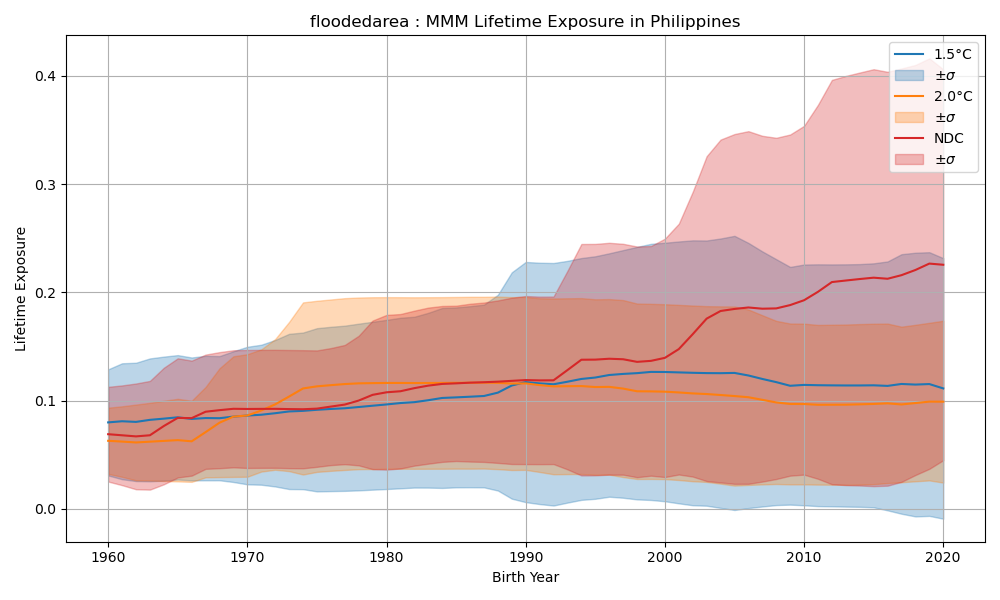 floodedarea : MMM Lifetime Exposure in Philippines
1.5°C
±σ
2.0°C
±σ
NDC
±σ
Lifetime Exposure
0.4
0.3
0.2
0.1
0.0
1960 1970 1980 1990 2000 2010 2020
Birth Year